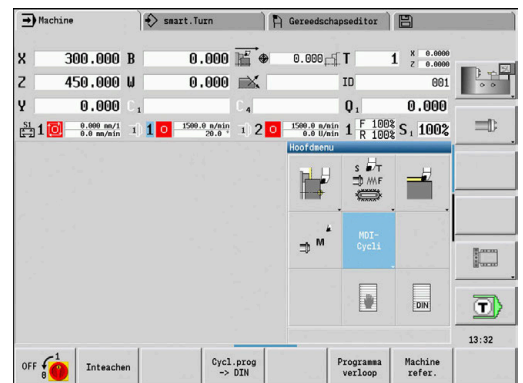 Machine smart.Turn Gereedschapseditor
X 300.000 B 0.000 0.000 T 1 X 0.0000 Z 0.0000
Z 450.000 W 0.000 ID 001
Y 0.000 C1 C4 Q1 0.000
S1 1 0.000 mm/1 0.0 mm/min 1) 1 1500.0 m/min 20.0 ° 1) 2 1500.0 m/min 0.0 U/min 1 F 100% R 100% S1 100%
Hoofdmenu
S T
M F
M
MDI-
Cycli
DIN
T
13:32
OFF 1 0 Inteachen Cycl.prog -> DIN Programma verloop Machine refer.